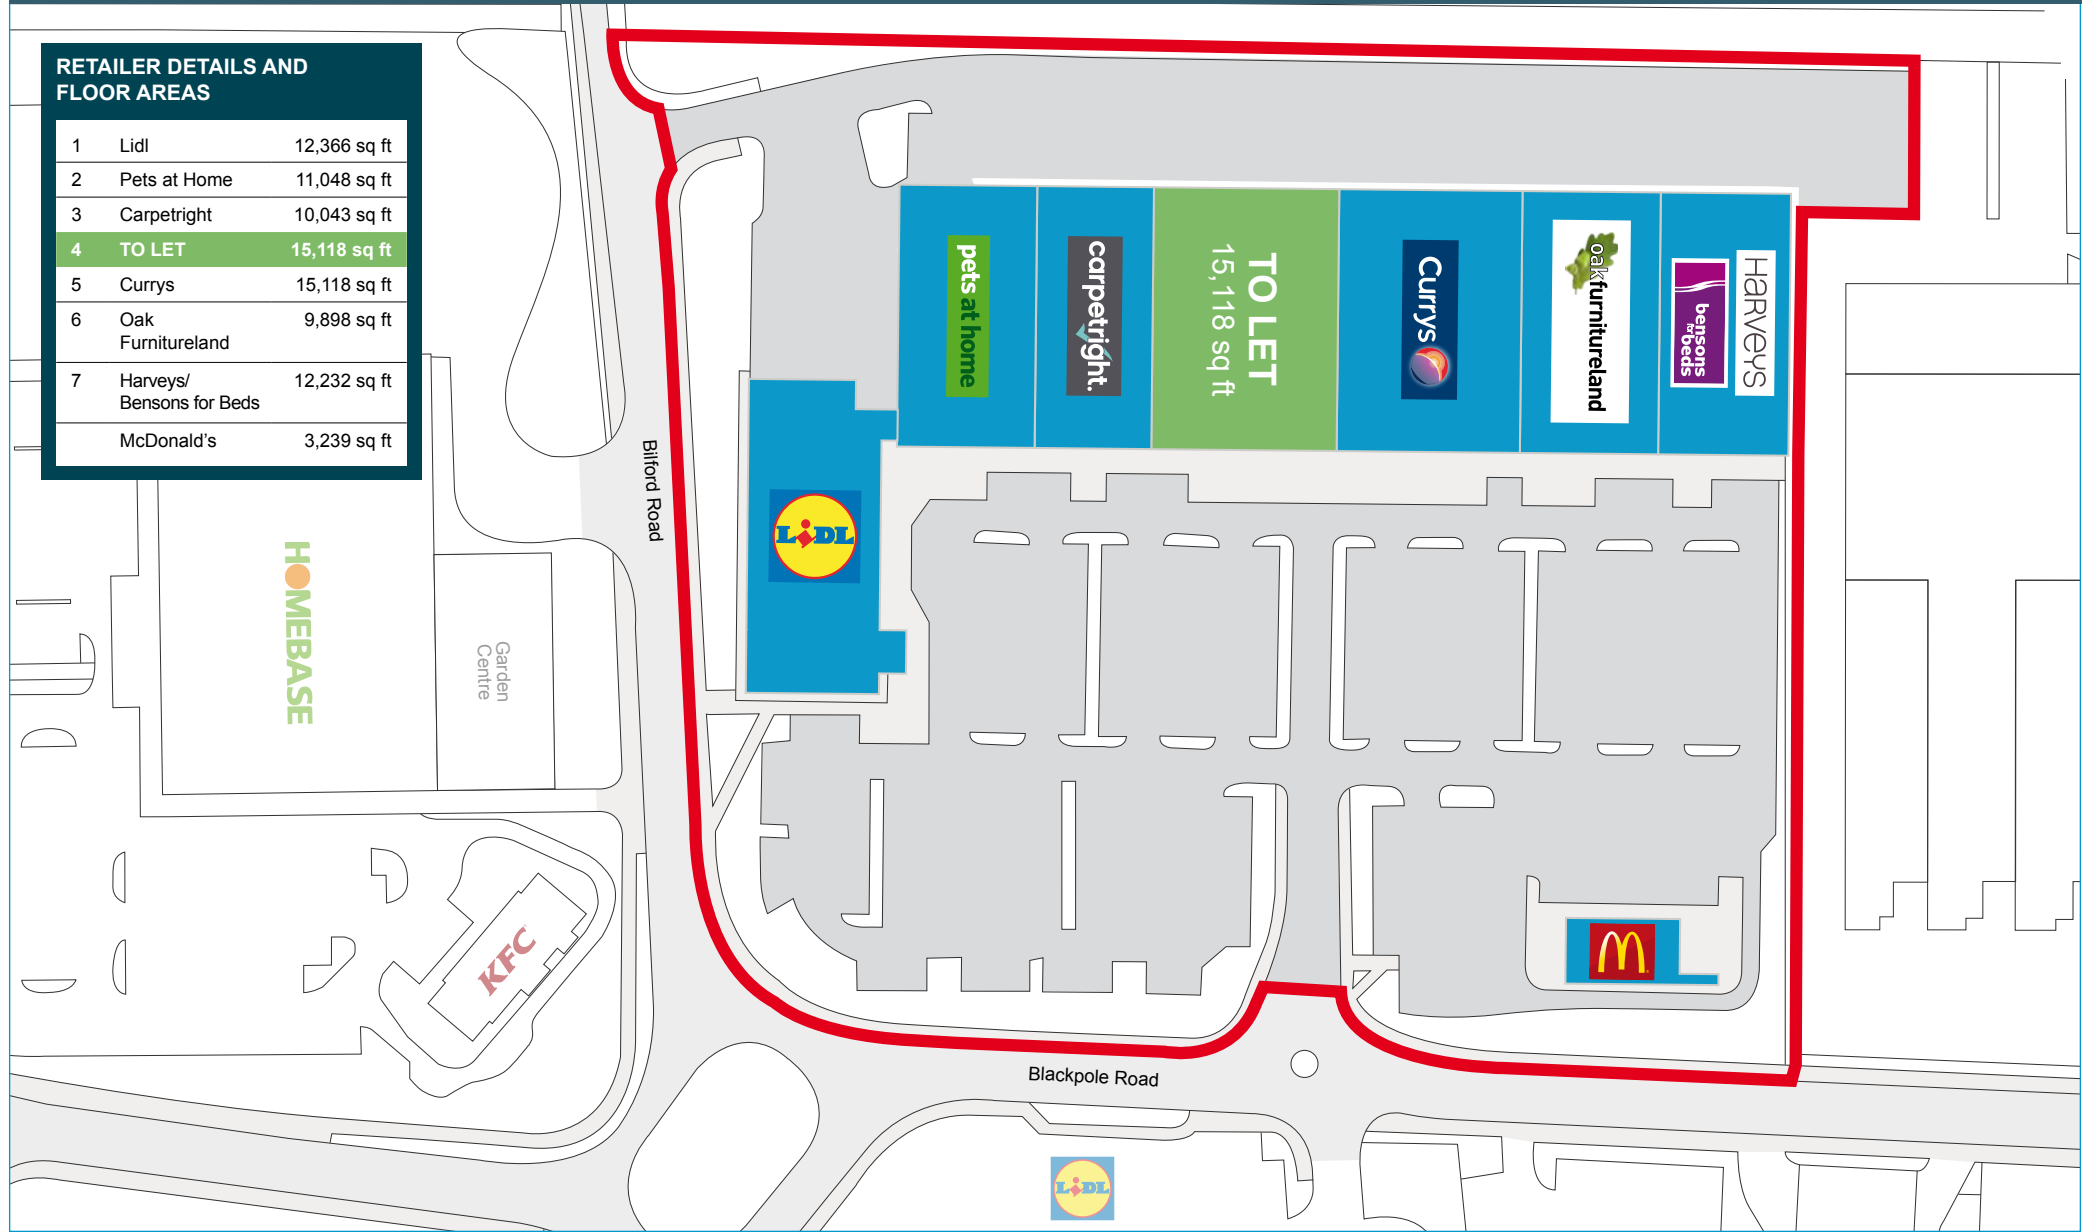 RETAILER DETAILS AND
FLOOR AREAS
1 Lidl 12,366 sq ft
2 Pets at Home 11,048 sq ft
3 Carpetright 10,043 sq ft
4 TO LET 15,118 sq ft
5 Currys 15,118 sq ft
6 Oak 9,898 sq ft
Furnitureland
7 Harveys/ 12,232 sq ft
Bensons for Beds
McDonald's 3,239 sq ft
pets at home
carpetright.
TO LET
15,118 sq ft
Currys
oakfurnitureland
HARVEYS
bensons
for
beds
LIDL
Bilford Road
HOMEBASE
Garden
Centre
KFC
M
Blackpole Road
LIDL